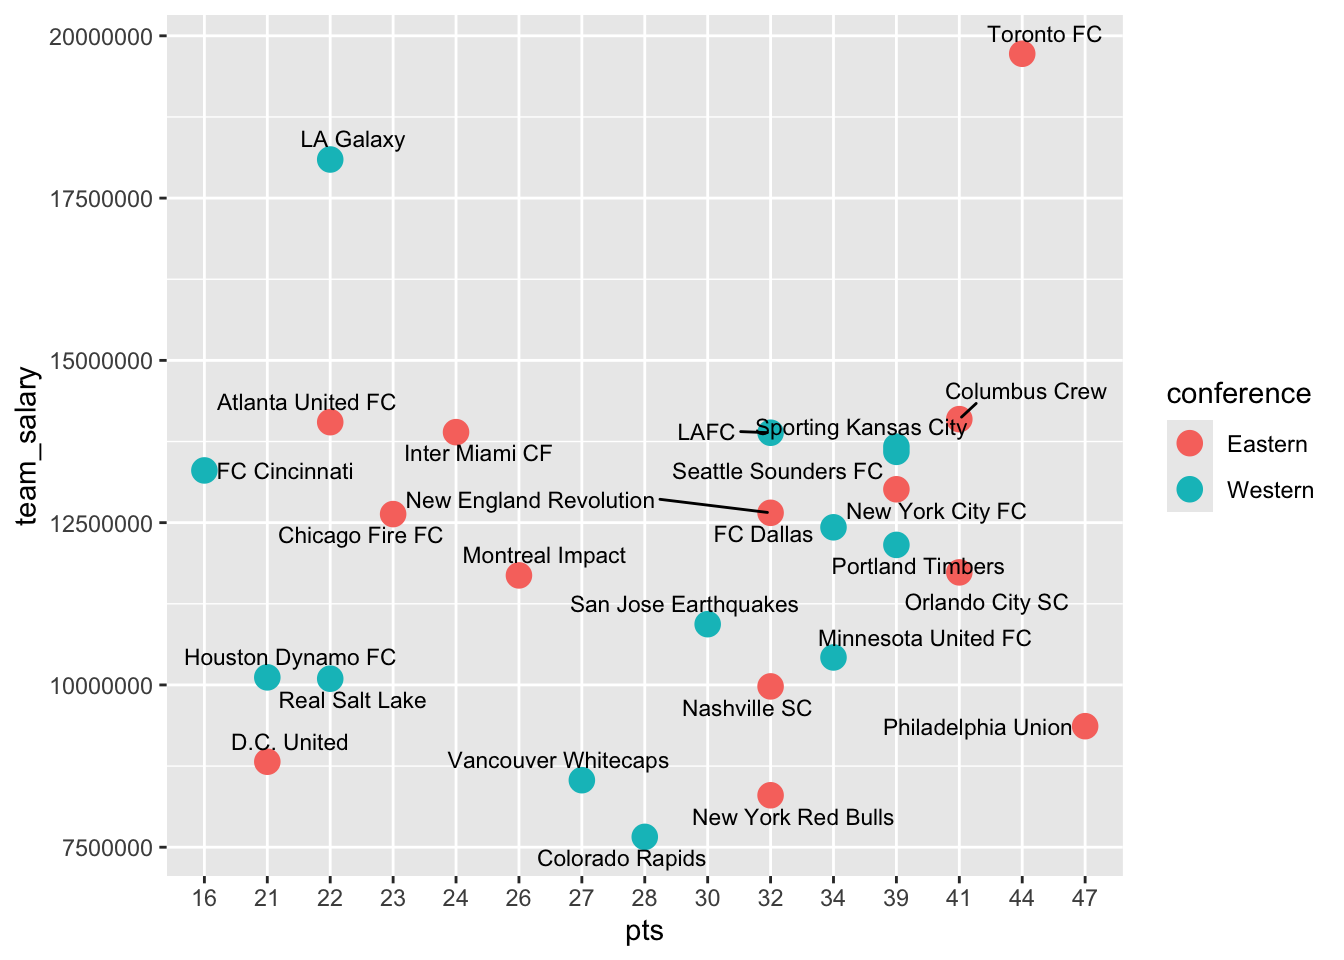 20000000
17500000
15000000
12500000
10000000
7500000
team_salary
Toronto FC
LA Galaxy
Columbus Crew
Atlanta United FC
Sporting Kansas City
LAFC
Inter Miami CF
FC Cincinnati
Seattle Sounders FC
New England Revolution
New York City FC
Chicago Fire FC
FC Dallas
Montreal Impact
Portland Timbers
Orlando City SC
San Jose Earthquakes
Minnesota United FC
Houston Dynamo FC
Real Salt Lake
Nashville SC
Philadelphia Union
D.C. United
Vancouver Whitecaps
New York Red Bulls
Colorado Rapids
16 21 22 23 24 26 27 28 30 32 34 39 41 44 47
pts
conference
Eastern
Western